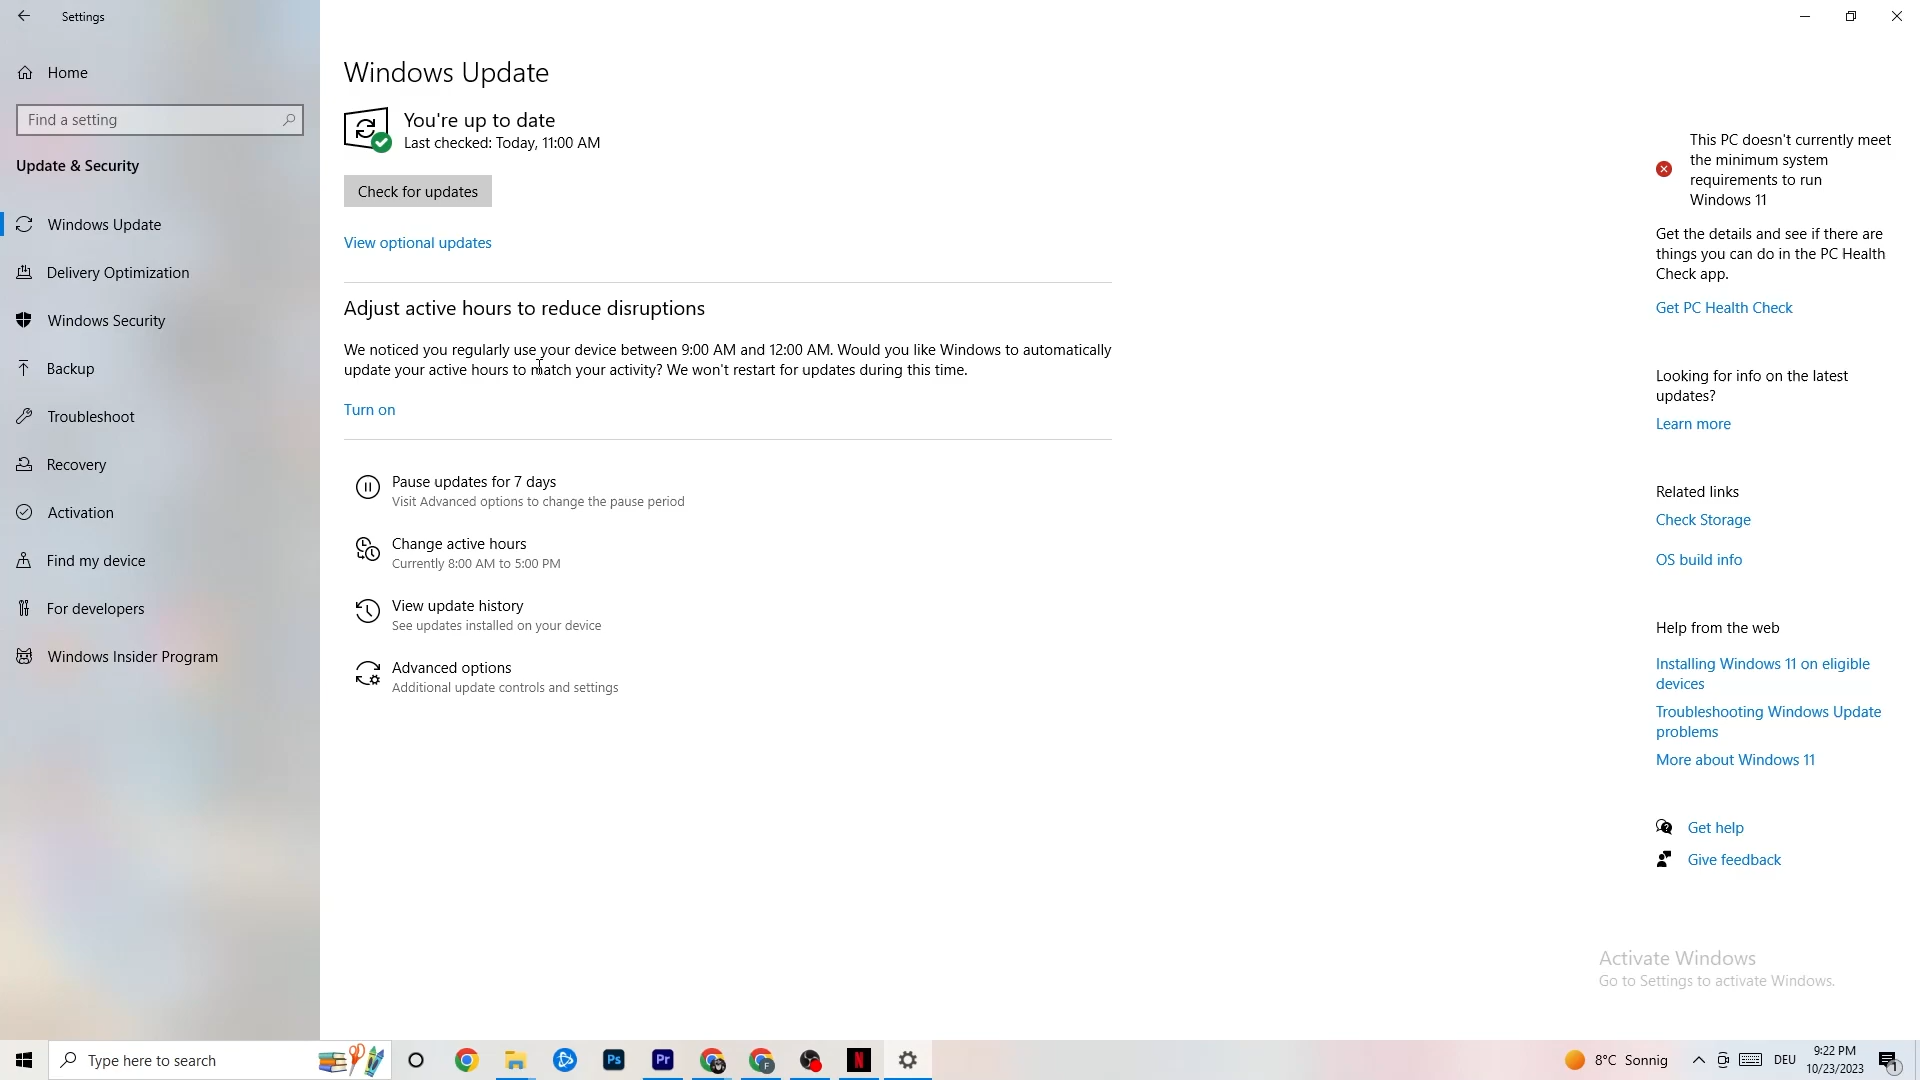 Settings
Home
Find a setting
Update & Security
Windows Update
Delivery Optimization
Windows Security
Backup
Troubleshoot
Recovery
Activation
Find my device
For developers
Windows Insider Program
Windows Update
You're up to date
Last checked: Today, 11:00 AM
Check for updates
View optional updates
Adjust active hours to reduce disruptions
We noticed you regularly use your device between 9:00 AM and 12:00 AM. Would you like Windows to automatically
update your active hours to match your activity? We won't restart for updates during this time.
Turn on
Pause updates for 7 days
Visit Advanced options to change the pause period
Change active hours
Currently 8:00 AM to 5:00 PM
View update history
See updates installed on your device
Advanced options
Additional update controls and settings
This PC doesn't currently meet
the minimum system
requirements to run
Windows 11
Get the details and see if there are
things you can do in the PC Health
Check app.
Get PC Health Check
Looking for info on the latest
updates?
Learn more
Related links
Check Storage
OS build info
Help from the web
Installing Windows 11 on eligible
devices
Troubleshooting Windows Update
problems
More about Windows 11
Get help
Give feedback
Activate Windows
Go to Settings to activate Windows.
Type here to search
Ps
Pr
F
N
8°C Sonnig
DEU
9:22 PM
10/23/2023
1